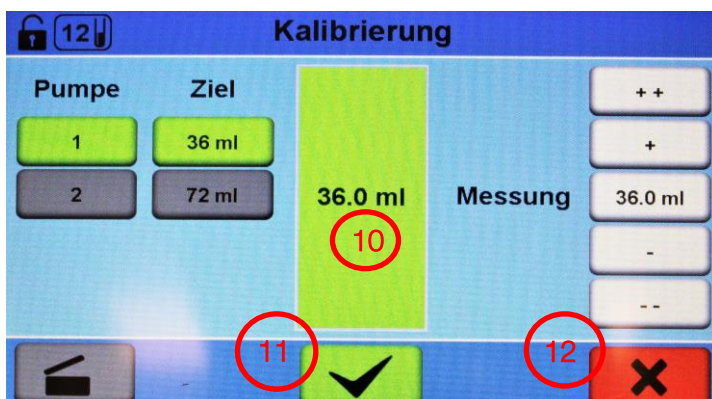 12
Kalibrierung
Pumpe Ziel
++
1 36 ml
+
2 72 ml
36.0 ml Messung 36.0 ml
10
-
--
11
12